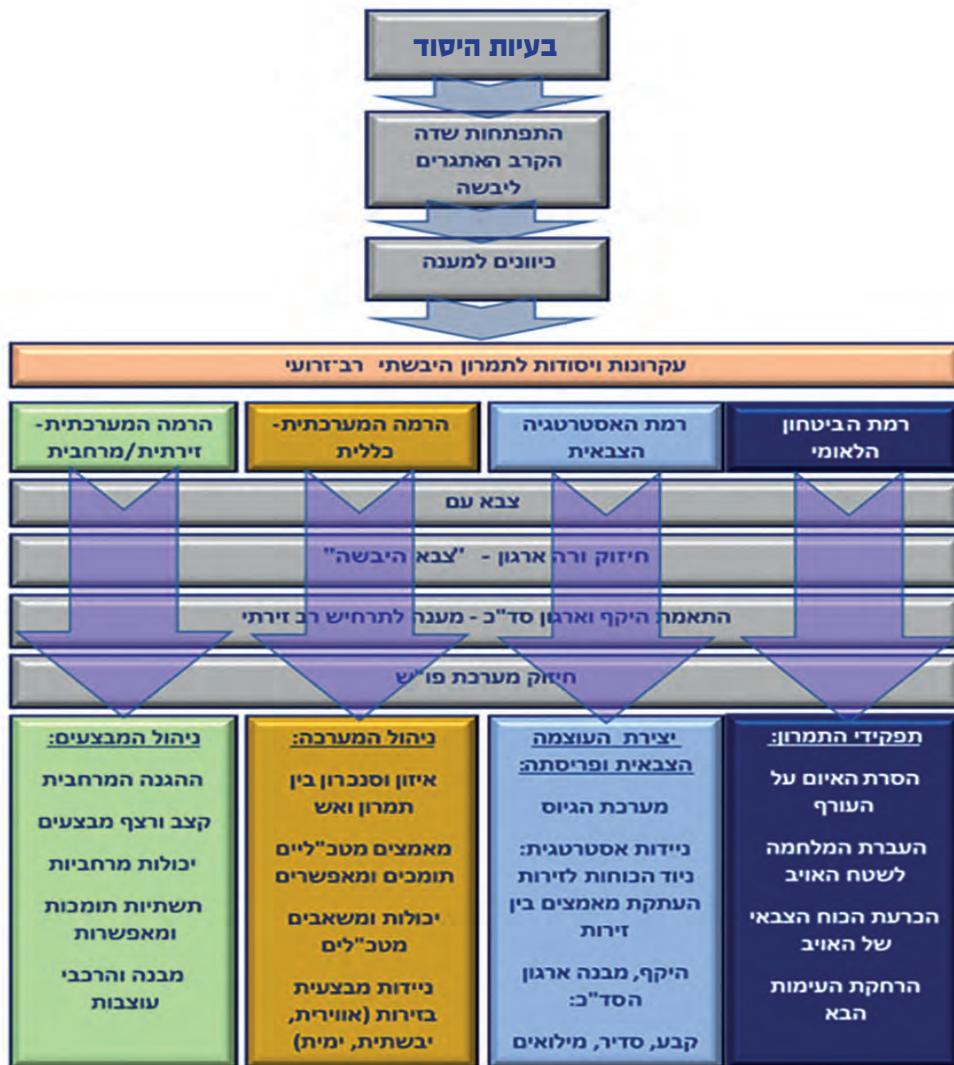 בעיות היסוד
התפתחות שדה
הקרב האתגרים
ליבשה
כיוונים למענה
עקרונות ויסודות לתמרון היבשתי רב־זרועי
רמת הביטחון
הלאומי
רמת האסטרטגיה
הצבאית
הרמה המערכתית-
כללית
הרמה המערכתית-
זירתית/מרחבית
צבא עם
חיזוק ורה ארגון - "צבא היבשה"
התאמת היקף וארגון סד"כ - מענה לתרחיש רב זירתי
חיזוק מערכת פו"ש
תפקידי התמרון:
הסרת האיום על
העורף
העברת המלחמה
לשטח האויב
הכרעת הכוח הצבאי
של האויב
הרחקת העימות
הבא
יצירת העוצמה
הצבאית ופריסתה:
מערכת הגיוס
ניידות אסטרטגית:
ניוד הכוחות לזירות
העתקת מאמצים בין
זירות
היקף, מבנה ארגון
הסד"כ:
קבע, סדיר, מילואים
ניהול המערכה:
איזון וסנכרון בין
תמרון ואש
מאמצים מטכ"ליים
תומכים ומאפשרים
יכולות ומשאבים
מטכ"לים
ניידות מבצעית
בזירות (אווירית,
יבשתית, ימית)
ניהול המבצעים:
ההגנה המרחבית
קצב ורצף מבצעים
יכולות מרחביות
תשתיות תומכות
ומאפשרות
מבנה והרכבי
עוצבות